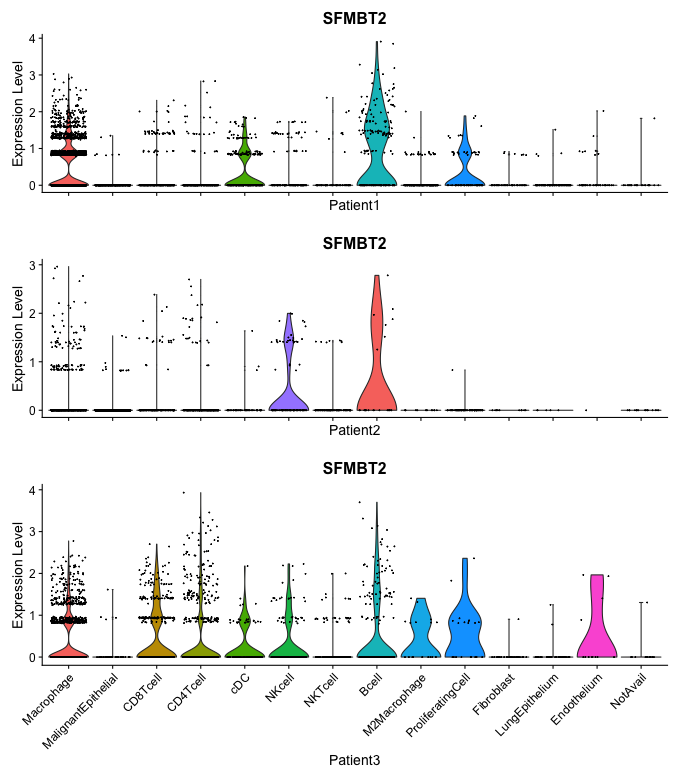 SFMBT2
Expression Level
4
3
2
1
0
Patient1
SFMBT2
Expression Level
3
2
1
0
Patient2
SFMBT2
Expression Level
4
3
2
1
0
Macrophage
MalignantEpithelial
CD8Tcell
CD4Tcell
cDC
NKcell
NKTcell
Bcell
M2Macrophage
ProliferatingCell
Fibroblast
LungEpithelium
Endothelium
NotAvail
Patient3